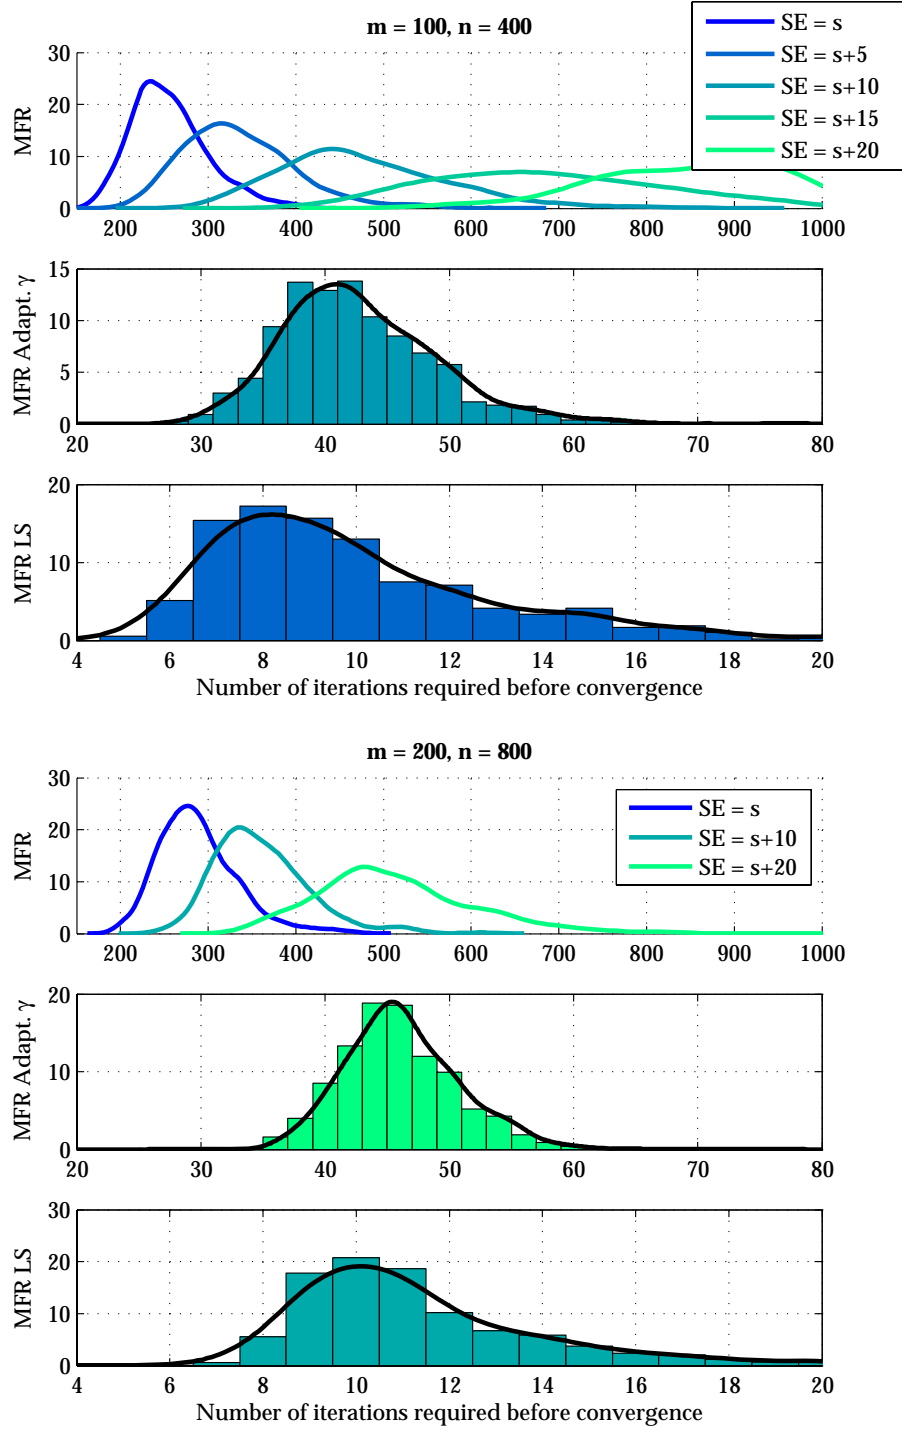 m = 100, n = 400
SE = s
SE = s+5
SE = s+10
SE = s+15
SE = s+20
MFR
30
20
10
0
200 300 400 500 600 700 800 900 1000
MFR Adapt. γ
15
10
5
0
20 30 40 50 60 70 80
MFR LS
20
10
0
4 6 8 10 12 14 16 18 20
Number of iterations required before convergence
m = 200, n = 800
SE = s
SE = s+10
SE = s+20
MFR
30
20
10
0
200 300 400 500 600 700 800 900 1000
MFR Adapt. γ
20
10
0
20 30 40 50 60 70 80
MFR LS
30
20
10
0
4 6 8 10 12 14 16 18 20
Number of iterations required before convergence